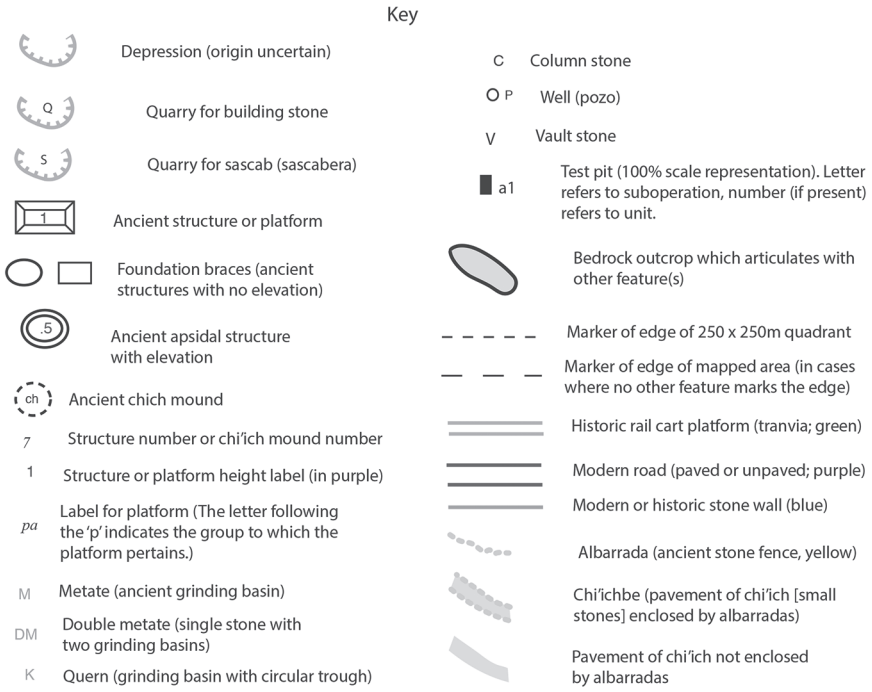 Key
Depression (origin uncertain)
Q
Quarry for building stone
S
Quarry for sascab (sascabera)
1
Ancient structure or platform
Foundation braces (ancient
structures with no elevation)
.5
Ancient apsidal structure
with elevation
ch
Ancient chich mound
7
Structure number or chi'ich mound number
1
Structure or platform height label (in purple)
pa
Label for platform (The letter following
the 'p' indicates the group to which the
platform pertains.)
M
Metate (ancient grinding basin)
DM
Double metate (single stone with
two grinding basins)
K
Quern (grinding basin with circular trough)
C
Column stone
P
Well (pozo)
V
Vault stone
a1
Test pit (100% scale representation). Letter
refers to suboperation, number (if present)
refers to unit.
Bedrock outcrop which articulates with
other feature(s)
Marker of edge of 250 x 250m quadrant
Marker of edge of mapped area (in cases
where no other feature marks the edge)
Historic rail cart platform (tranvia; green)
Modern road (paved or unpaved; purple)
Modern or historic stone wall (blue)
Albarrada (ancient stone fence, yellow)
Chi'ichbe (pavement of chi'ich [small
stones] enclosed by albarradas)
Pavement of chi'ich not enclosed
by albarradas